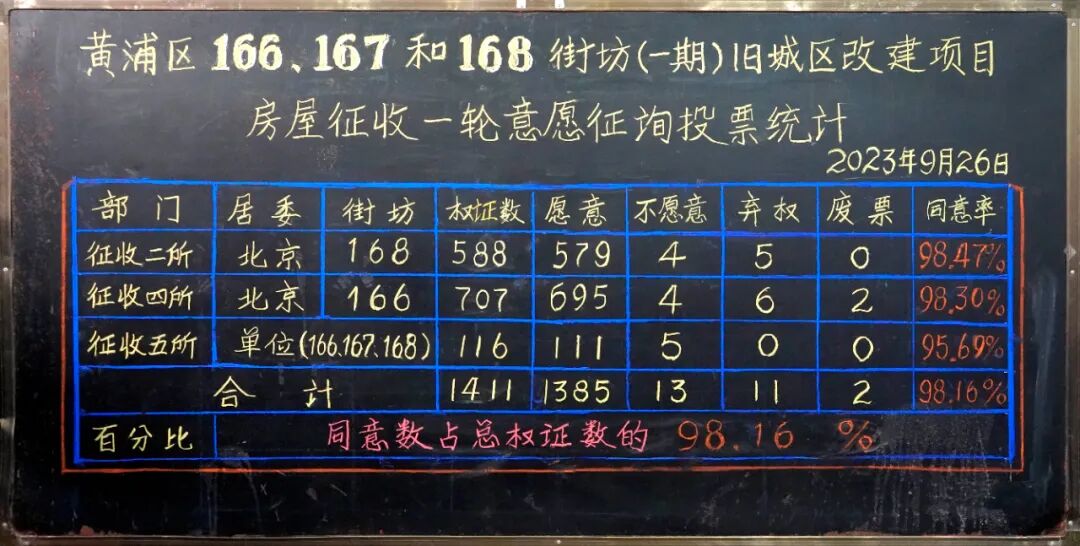 黄浦区166、167和168街坊(一期)旧城区改建项目
房屋征收一轮意愿征询投票统计
2023年9月26日
部门 居委 街坊 权证数 愿意 不愿意 弃权 废票 同意率
征收二所 北京 168 588 579 4 5 0 98.47%
征收四所 北京 166 707 695 4 6 2 98.30%
征收五所 单位(166、167、168) 116 111 5 0 0 95.69%
合计 1411 1385 13 11 2 98.16%
百分比 同意数占总权证数的 98.16 %